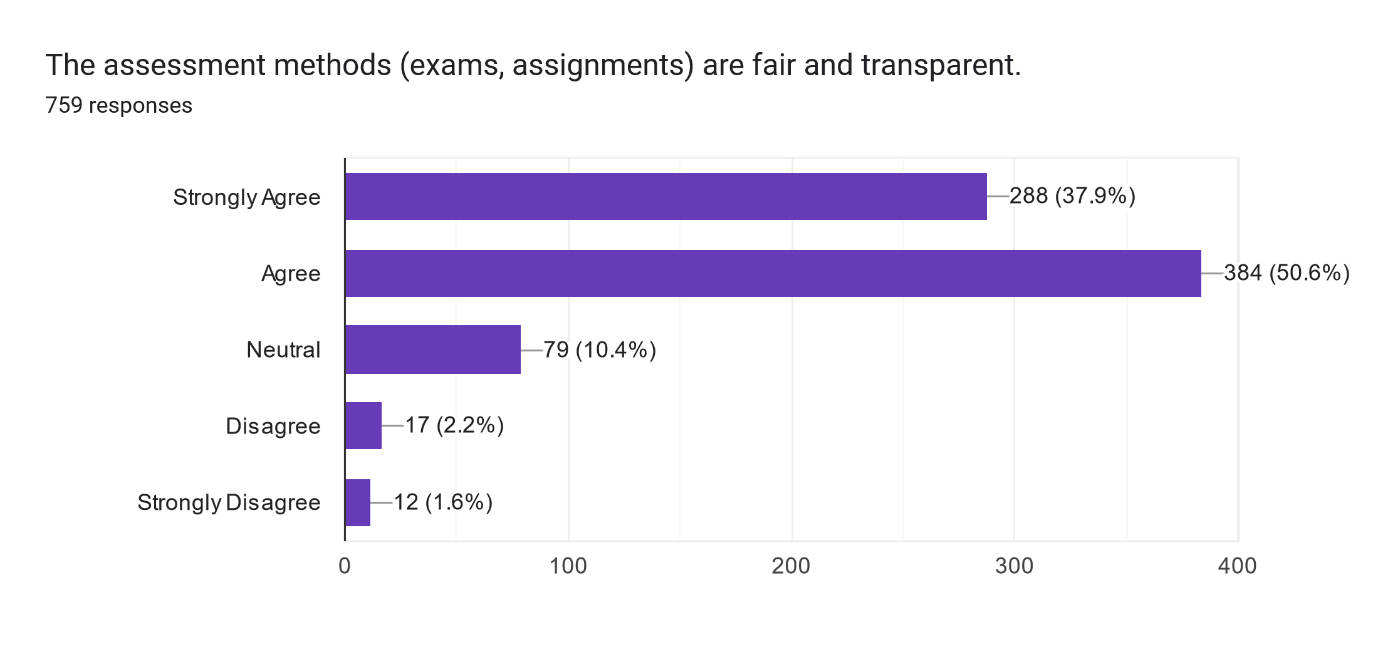 The assessment methods (exams, assignments) are fair and transparent.
759 responses
Strongly Agree 288 (37.9%)
Agree 384 (50.6%)
Neutral 79 (10.4%)
Disagree 17 (2.2%)
Strongly Disagree 12 (1.6%)
0 100 200 300 400